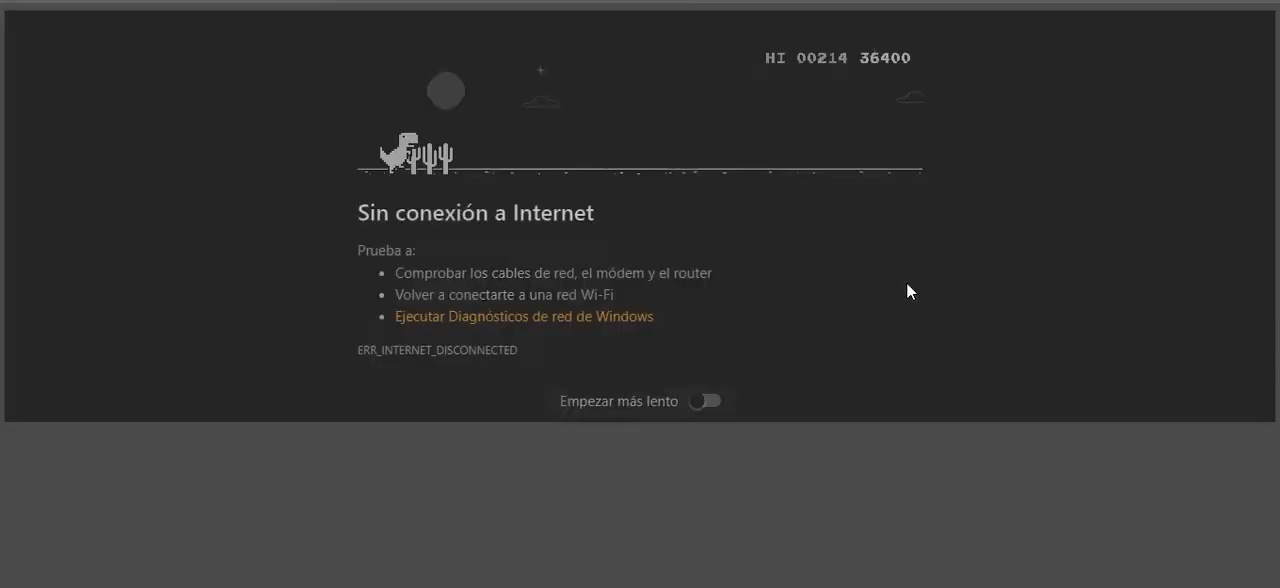 HI 00214 36400
Sin conexión a Internet
Prueba a:
Comprobar los cables de red, el módem y el router
Volver a conectarte a una red Wi-Fi
Ejecutar Diagnósticos de red de Windows
ERR_INTERNET_DISCONNECTED
Empezar más lento